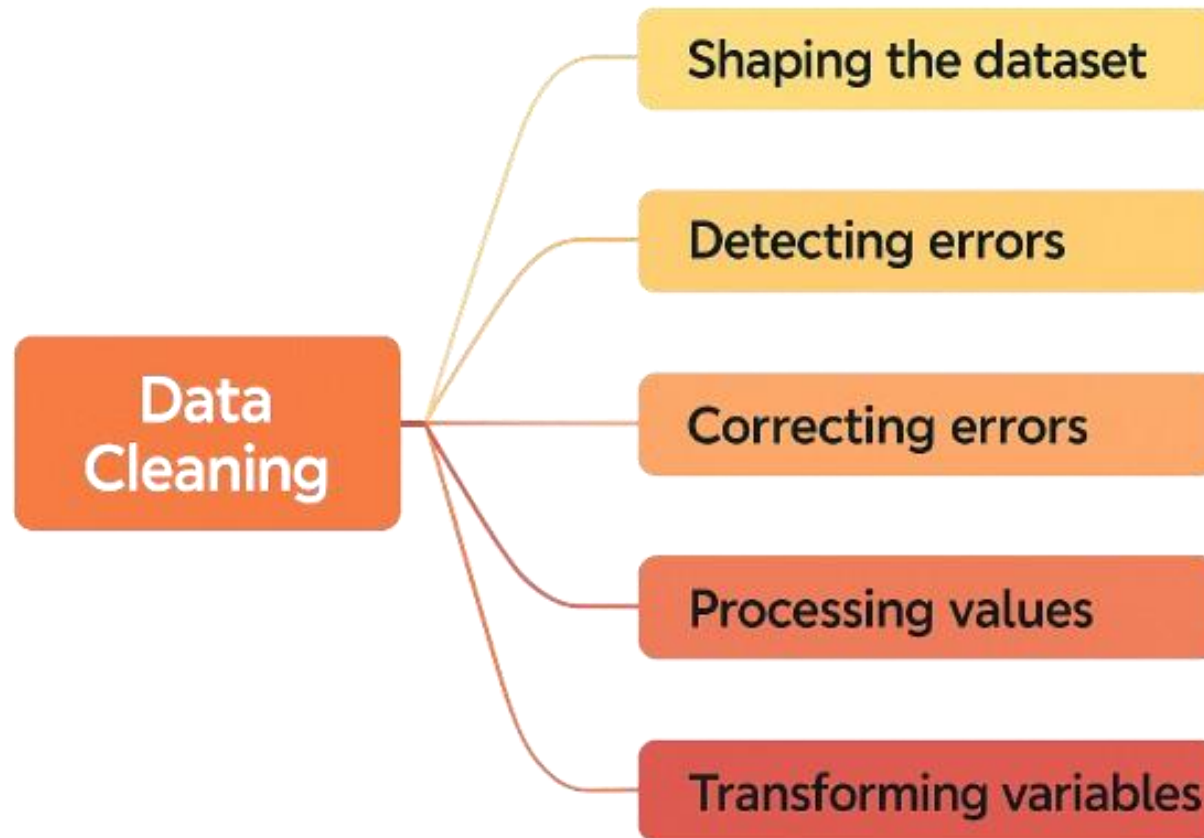 Data
Cleaning
Shaping the dataset
Detecting errors
Correcting errors
Processing values
Transforming variables